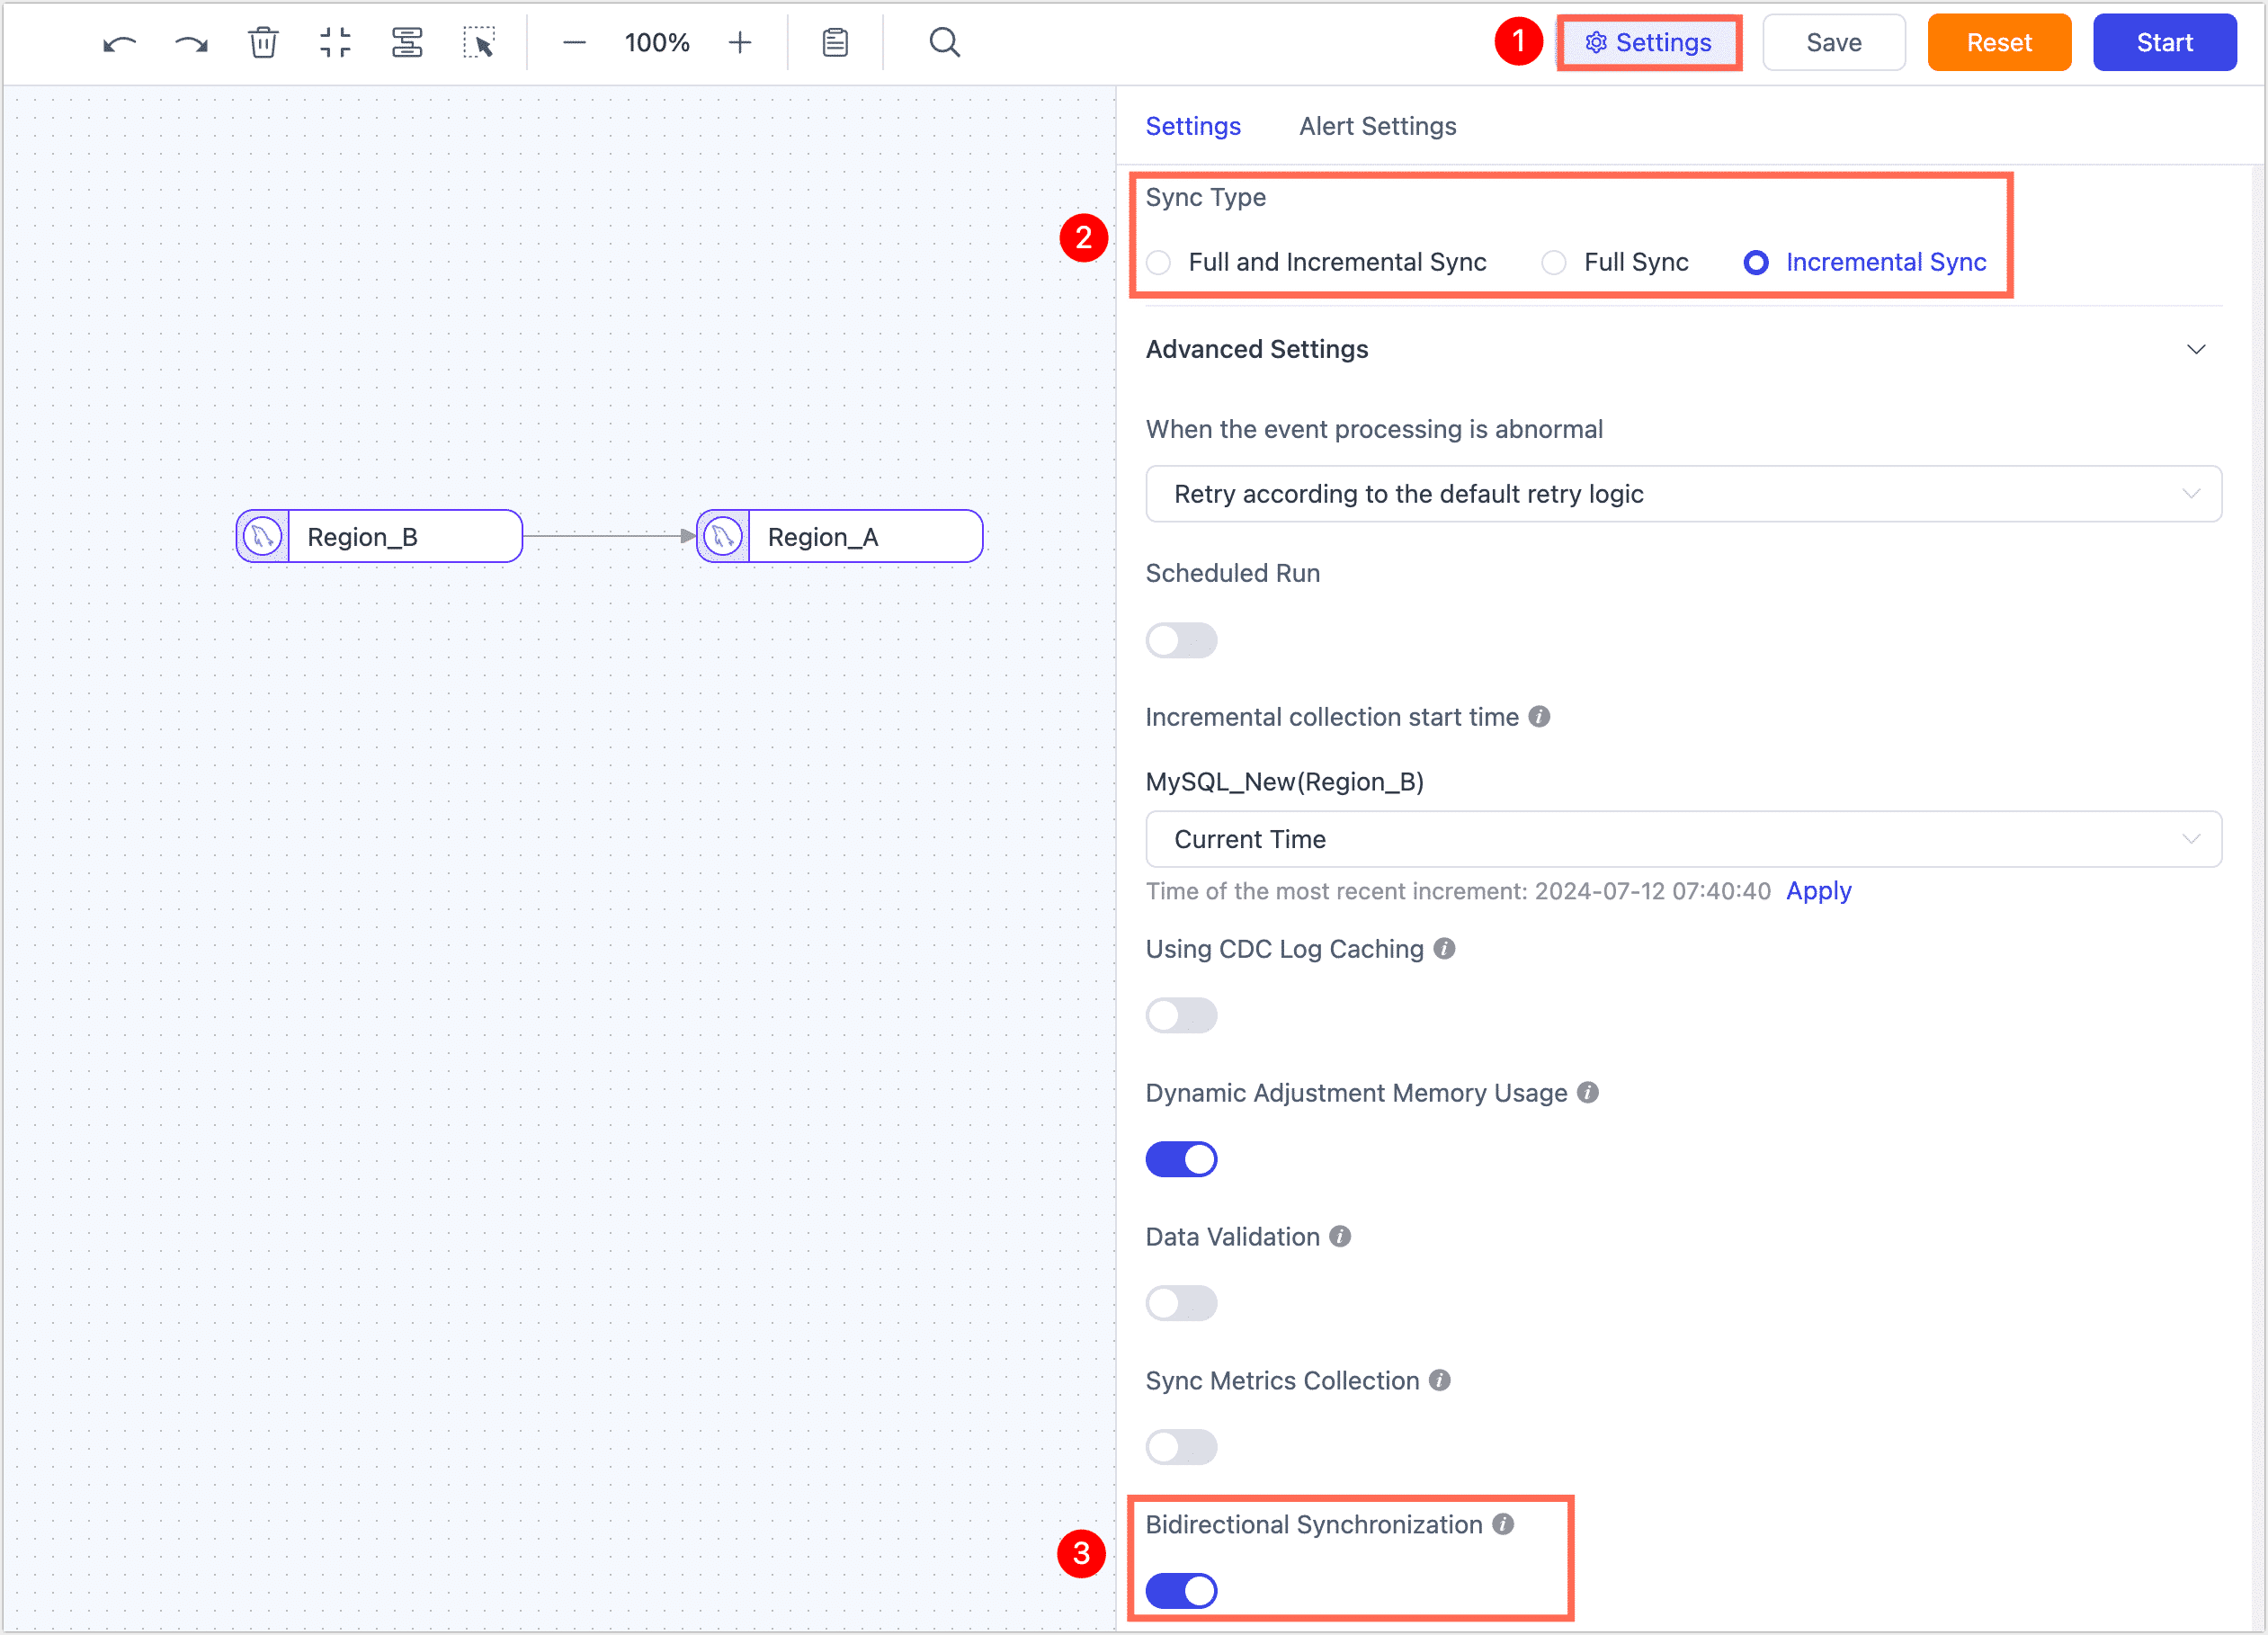 100%
1
Settings
Save
Reset
Start
Settings
Alert Settings
Sync Type
2
Full and Incremental Sync
Full Sync
Incremental Sync
Advanced Settings
When the event processing is abnormal
Retry according to the default retry logic
Region_B
Region_A
Scheduled Run
Incremental collection start time
MySQL_New(Region_B)
Current Time
Time of the most recent increment: 2024-07-12 07:40:40 Apply
Using CDC Log Caching
Dynamic Adjustment Memory Usage
Data Validation
Sync Metrics Collection
Bidirectional Synchronization
3